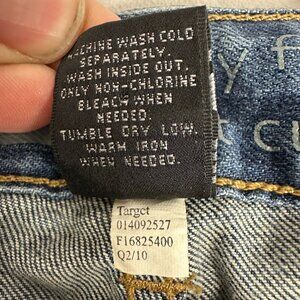 MACHINE WASH COLD
SEPARATELY.
WASH INSIDE OUT.
ONLY NON-CHLORINE
BLEACH WHEN
NEEDED.
TUMBLE DRY LOW.
WARM IRON
WHEN NEEDED.
Target
014092527
F16825400
Q2/10